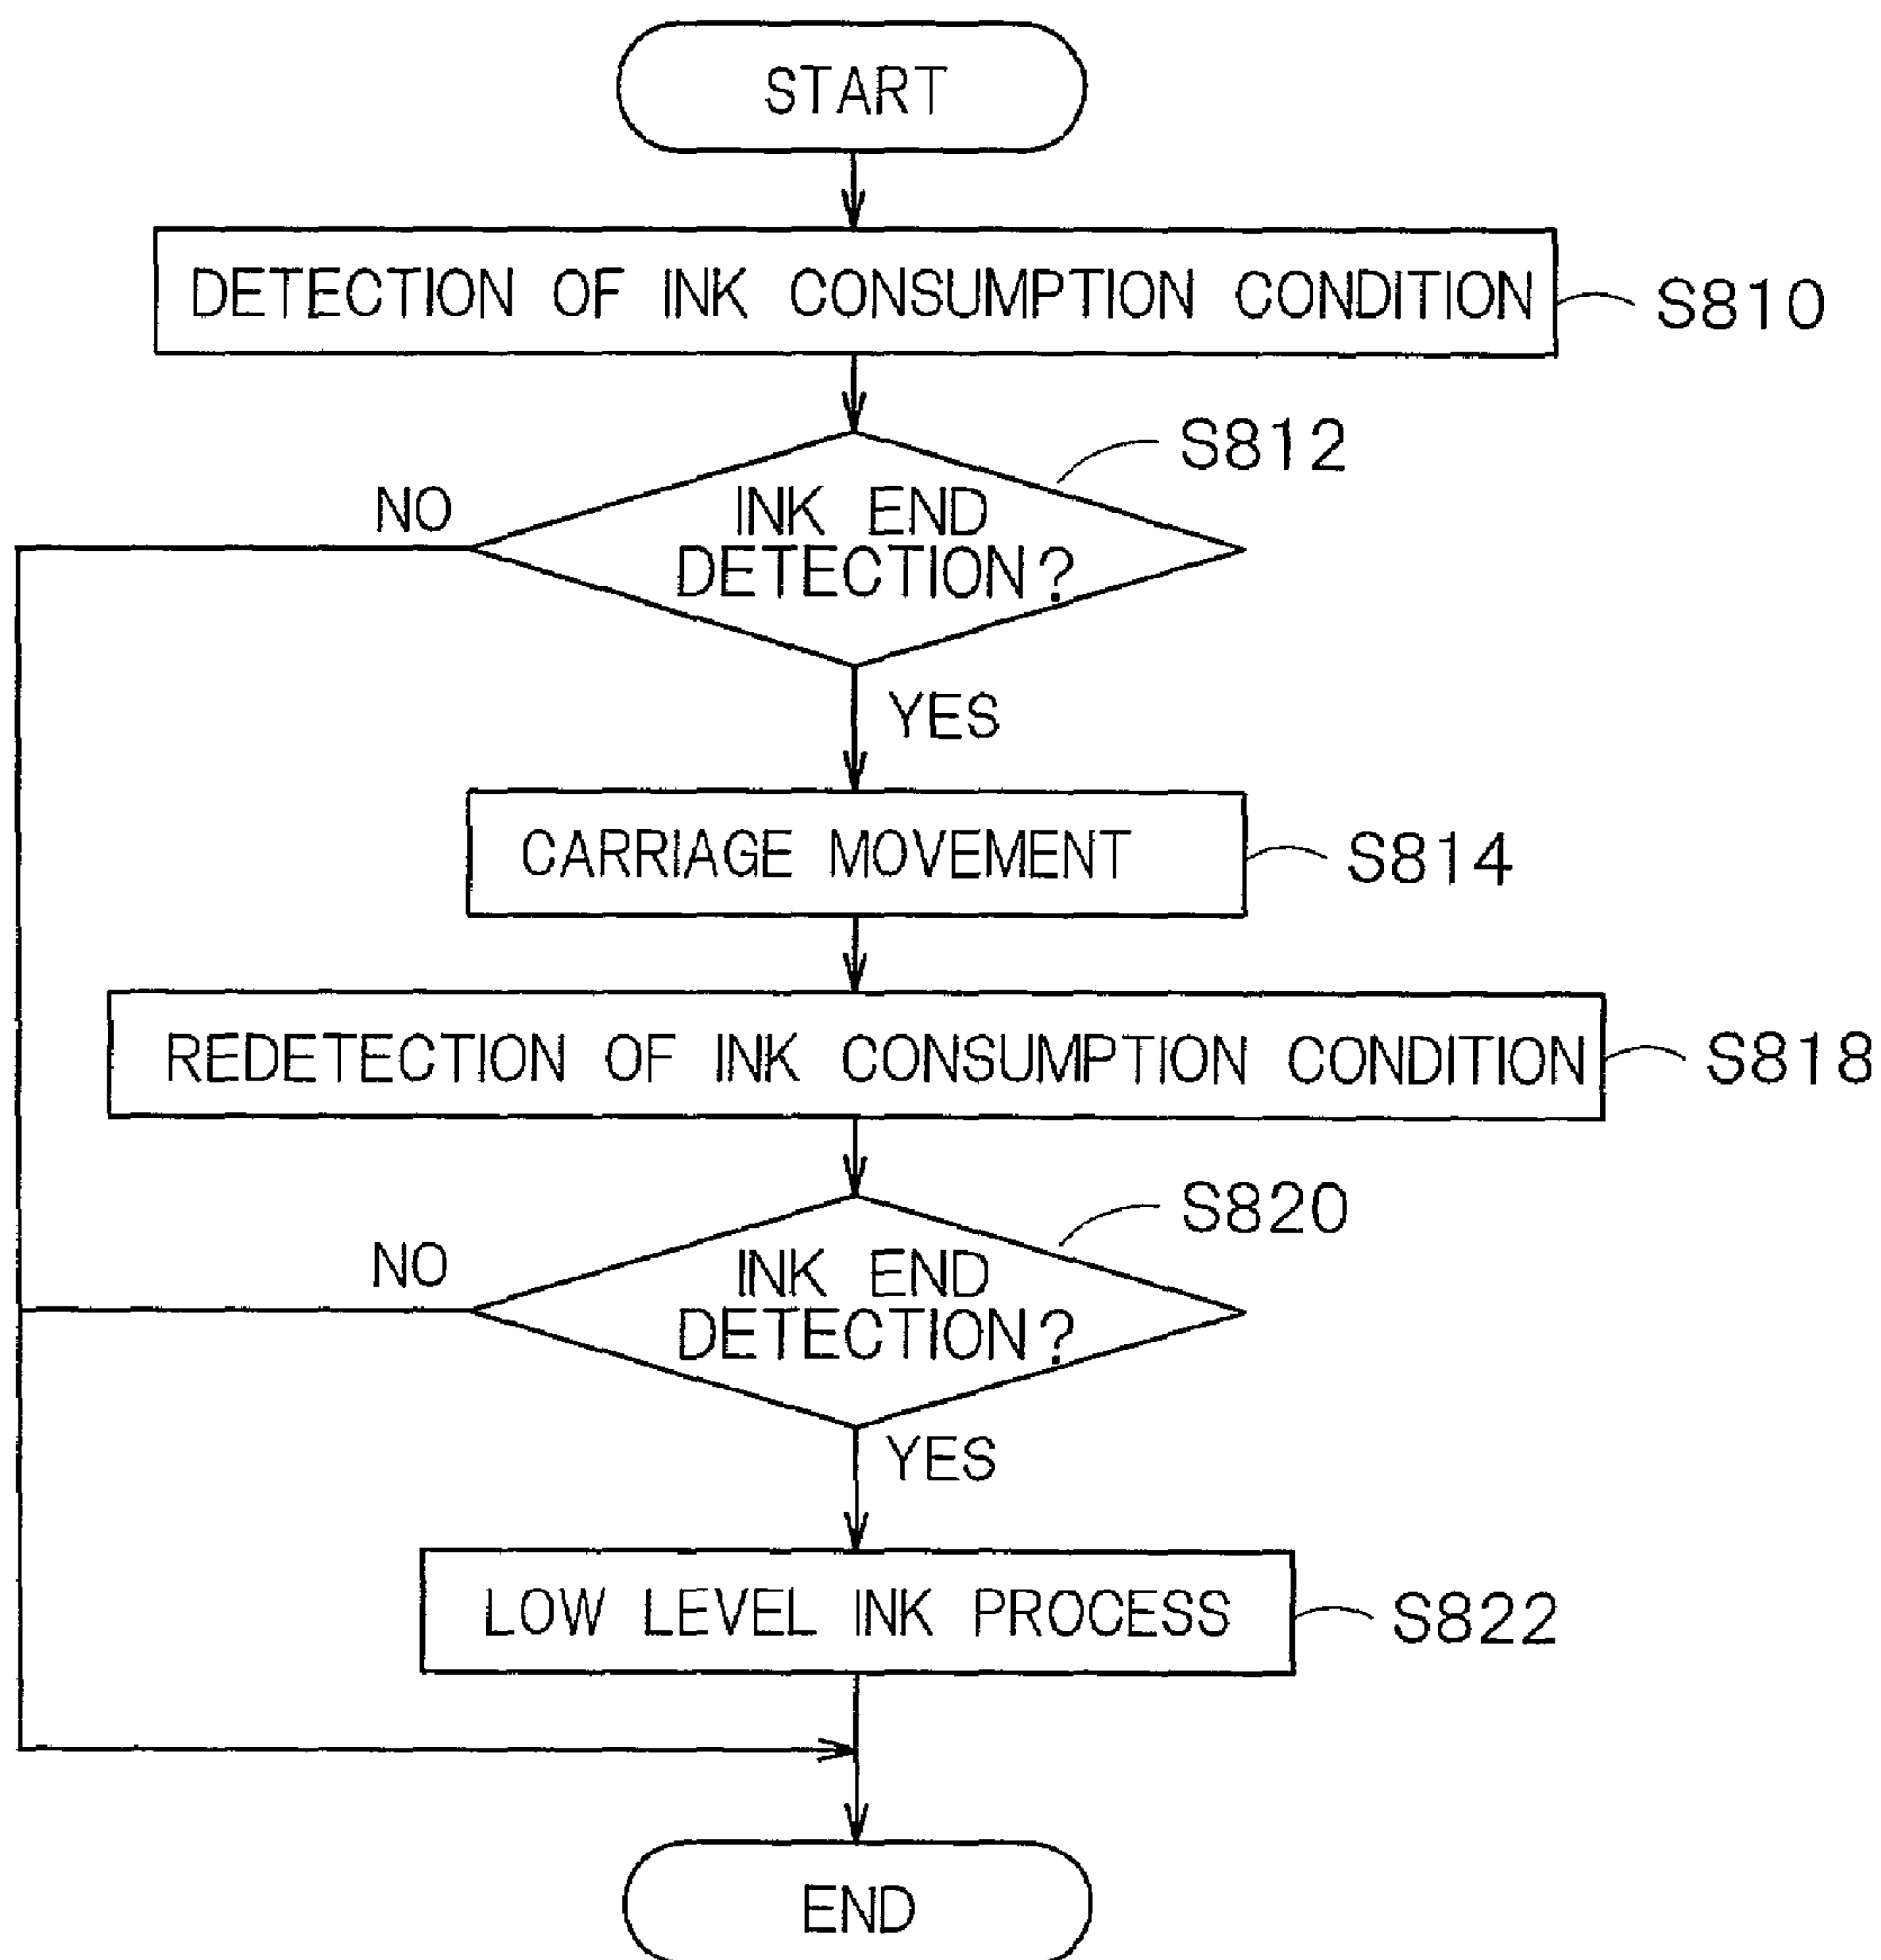 START
DETECTION OF INK CONSUMPTION CONDITION
S810
S812
NO
INK END
DETECTION?
YES
CARRIAGE MOVEMENT
S814
REDETECTION OF INK CONSUMPTION CONDITION
S818
S820
NO
INK END
DETECTION?
YES
LOW LEVEL INK PROCESS
S822
END